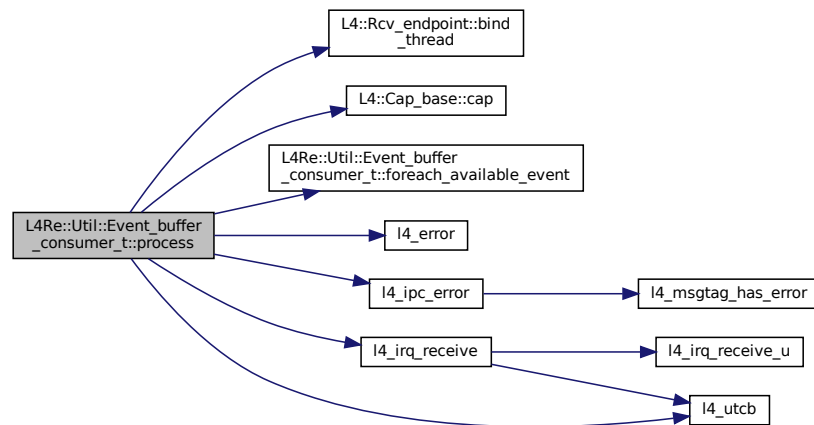 L4::Rcv_endpoint::bind
_thread
L4::Cap_base::cap
L4Re::Util::Event_buffer
_consumer_t::foreach_available_event
L4Re::Util::Event_buffer
_consumer_t::process
l4_error
l4_ipc_error
l4_msgtag_has_error
l4_irq_receive
l4_irq_receive_u
l4_utcb